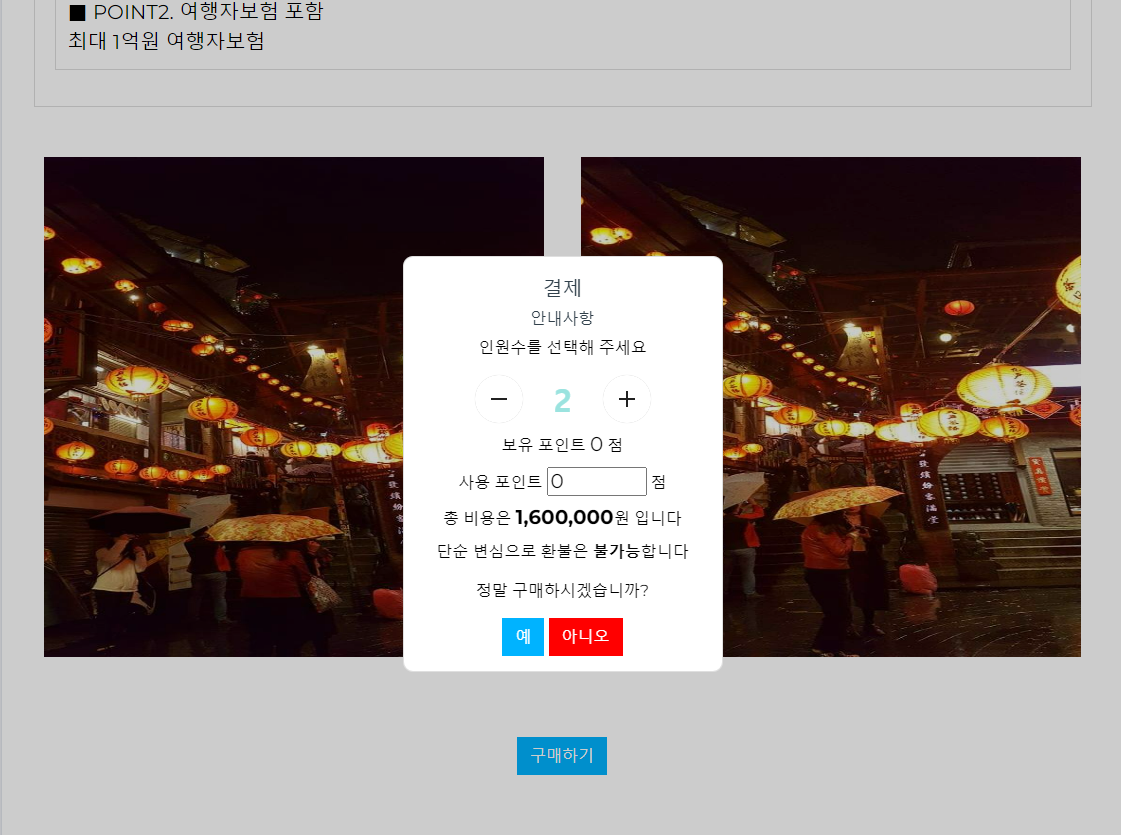 ■ POINT2. 여행자보험 포함
최대 1억원 여행자보험
결제
안내사항
인원수를 선택해 주세요
− 2 +
보유 포인트 0 점
사용 포인트 0 점
총 비용은 1,600,000원 입니다
단순 변심으로 환불은 불가능합니다
정말 구매하시겠습니까?
예 아니오
구매하기